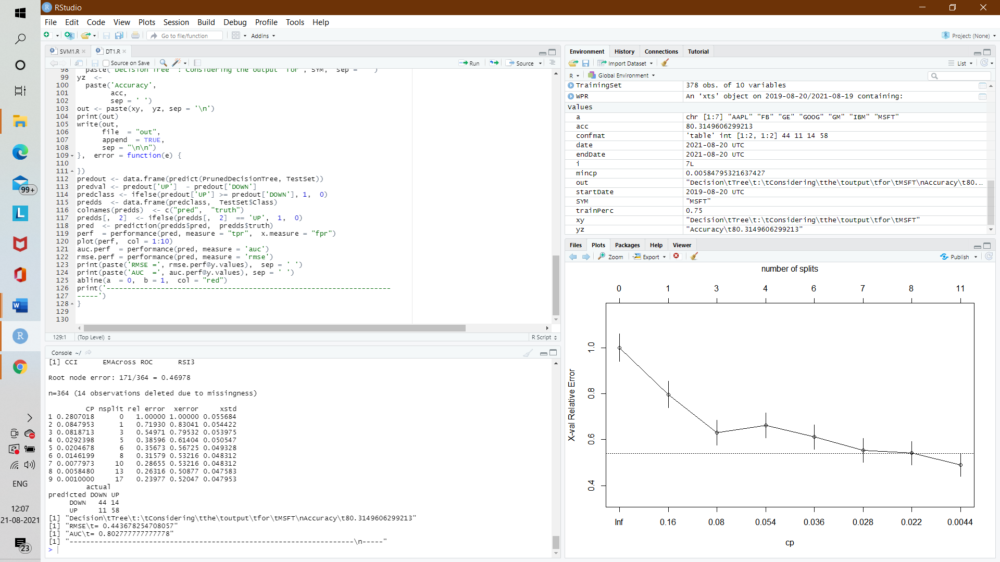 RStudio
File Edit Code View Plots Session Build Debug Profile Tools Help
Go to file/function
Addins
Project: (None)
SVM1.R
DT1.R
Source on Save
Run
Source
98 paste('Decision Tree : Considering the output for', SYM, sep = ' ')
99 yz <-
100 paste('Accuracy',
101 acc,
102 sep = ' ')
103 out <- paste(xy, yz, sep = '\n')
104 print(out)
105 write(out,
106 file = "out",
107 append = TRUE,
108 sep = "\n\n")
109 }, error = function(e) {
110
111 })
112 predout <- data.frame(predict(PrunedDecisionTree, TestSet))
113 predval <- predout['UP'] - predout['DOWN']
114 predclass <- ifelse(predout['UP'] >= predout['DOWN'], 1, 0)
115 predds <- data.frame(predclass, TestSet$Class)
116 colnames(predds) <- c("pred", "truth")
117 predds[, 2] <- ifelse(predds[, 2] == 'UP', 1, 0)
118 pred <- prediction(predds$pred, predds$truth)
119 perf = performance(pred, measure = "tpr", x.measure = "fpr")
120 plot(perf, col = 1:10)
121 auc.perf = performance(pred, measure = 'auc')
122 rmse.perf = performance(pred, measure = 'rmse')
123 print(paste('RMSE =', rmse.perf@y.values), sep = ' ')
124 print(paste('AUC =', auc.perf@y.values), sep = ' ')
125 abline(a = 0, b = 1, col = "red")
126 print('---------------------------------------------------------------------
127 -----')
128 }
129
130
129:1 (Top Level) R Script
Console ~/
[1] CCI EMAcross ROC RSI3
Root node error: 171/364 = 0.46978
n=364 (14 observations deleted due to missingness)
CP nsplit rel error xerror xstd
1 0.2807018 0 1.00000 1.00000 0.055684
2 0.0847953 1 0.71930 0.83041 0.054422
3 0.0818713 3 0.54971 0.79532 0.053975
4 0.0292398 5 0.38596 0.61404 0.050547
5 0.0204678 6 0.35673 0.56725 0.049328
6 0.0146199 8 0.31579 0.53216 0.048312
7 0.0077973 10 0.28655 0.53216 0.048312
8 0.0058480 13 0.26316 0.50877 0.047583
9 0.0010000 17 0.23977 0.52047 0.047953
actual
predicted DOWN UP
DOWN 44 14
UP 11 58
[1] "Decision\tTree\t:\tConsidering\tthe\toutput\tfor\tMSFT\nAccuracy\t80.3149606299213"
[1] "RMSE\t= 0.443678254708057"
[1] "AUC\t= 0.802777777777778"
[1] "---------------------------------------------------------------------\n-----"
>
Environment History Connections Tutorial
Import Dataset
List
R
Global Environment
TrainingSet 378 obs. of 10 variables
WPR An ‘xts’ object on 2019-08-20/2021-08-19 containing:
Values
a chr [1:7] "AAPL" "FB" "GE" "GOOG" "GM" "IBM" "MSFT"
acc 80.3149606299213
confmat 'table' int [1:2, 1:2] 44 11 14 58
date 2021-08-20 UTC
endDate 2021-08-20 UTC
i 7L
mincp 0.00584795321637427
out "Decision\tTree\t:\tConsidering\tthe\toutput\tfor\tMSFT\nAccuracy\t80.…
startDate 2019-08-20 UTC
SYM "MSFT"
trainPerc 0.75
xy "Decision\tTree\t:\tConsidering\tthe\toutput\tfor\tMSFT"
yz "Accuracy\t80.3149606299213"
Files Plots Packages Help Viewer
Zoom
Export
Publish
number of splits
0 1 3 4 6 7 8 11
X-val Relative Error
1.0
0.8
0.6
0.4
Inf 0.16 0.08 0.054 0.036 0.028 0.022 0.0044
cp
99+
L
W
R
ENG
12:07
21-08-2021
23